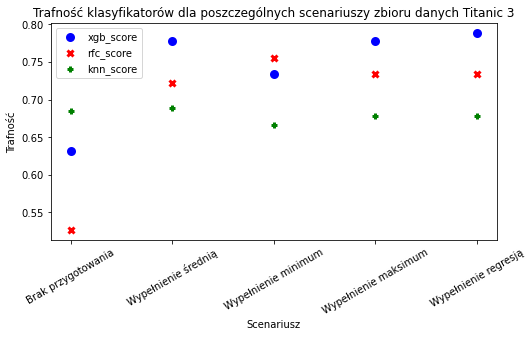 Trafność klasyfikatorów dla poszczególnych scenariuszy zbioru danych Titanic 3
xgb_score
rfc_score
knn_score
Trafność
0.80
0.75
0.70
0.65
0.60
0.55
Brak przygotowania
Wypełnienie średnią
Wypełnienie minimum
Wypełnienie maksimum
Wypełnienie regresją
Scenariusz